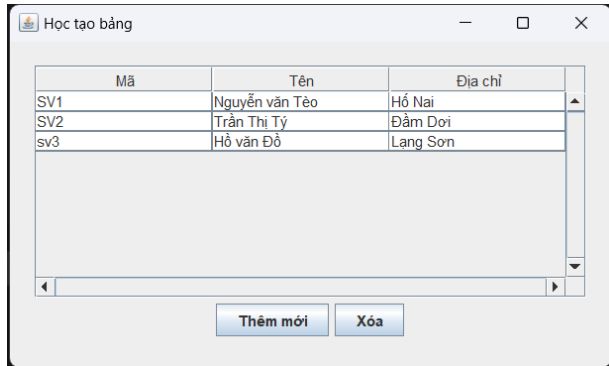 Học tạo bảng
Mã Tên Địa chỉ
SV1 Nguyễn văn Tèo Hố Nai
SV2 Trần Thị Tý Đầm Dơi
sv3 Hồ văn Đồ Lạng Sơn
Thêm mới Xóa